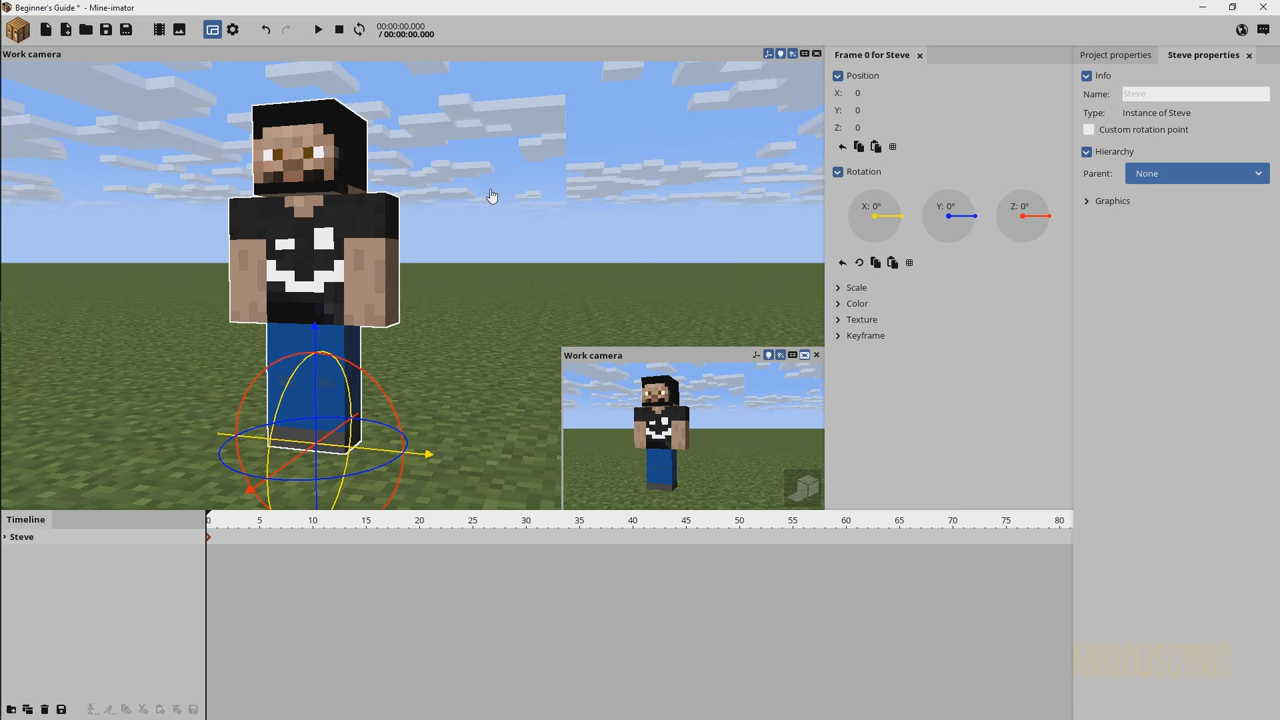 Beginner's Guide * - Mine-imator
00:00:00.000
/ 00:00:00.000
Work camera
Frame 0 for Steve
Position
X: 0
Y: 0
Z: 0
Rotation
X: 0° Y: 0° Z: 0°
Scale
Color
Texture
Keyframe
Project properties Steve properties
Info
Name: Steve
Type: Instance of Steve
Custom rotation point
Hierarchy
Parent: None
Graphics
Work camera
Timeline
0 5 10 15 20 25 30 35 40 45 50 55 60 65 70 75 80
Steve